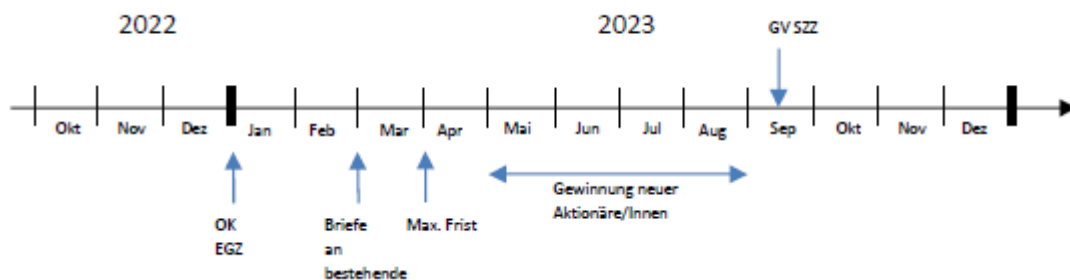 2022
2023
GV SZZ
Okt Nov Dez Jan Feb Mar Apr Mai Jun Jul Aug Sep Okt Nov Dez
Gewinnung neuer
Aktionäre/Innen
OK
EGZ
Briefe
an
bestehende
Max. Frist